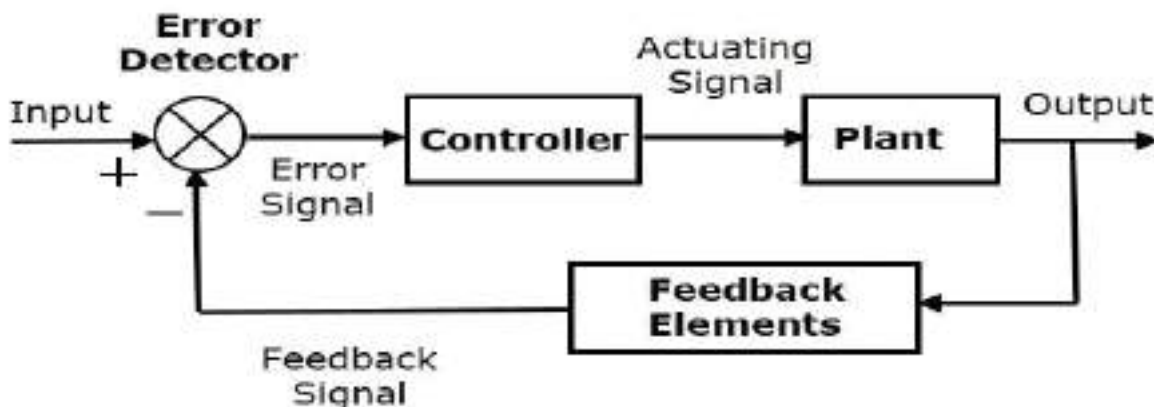 Error
Detector
Input
+
−
Error
Signal
Controller
Actuating
Signal
Plant
Output
Feedback
Elements
Feedback
Signal